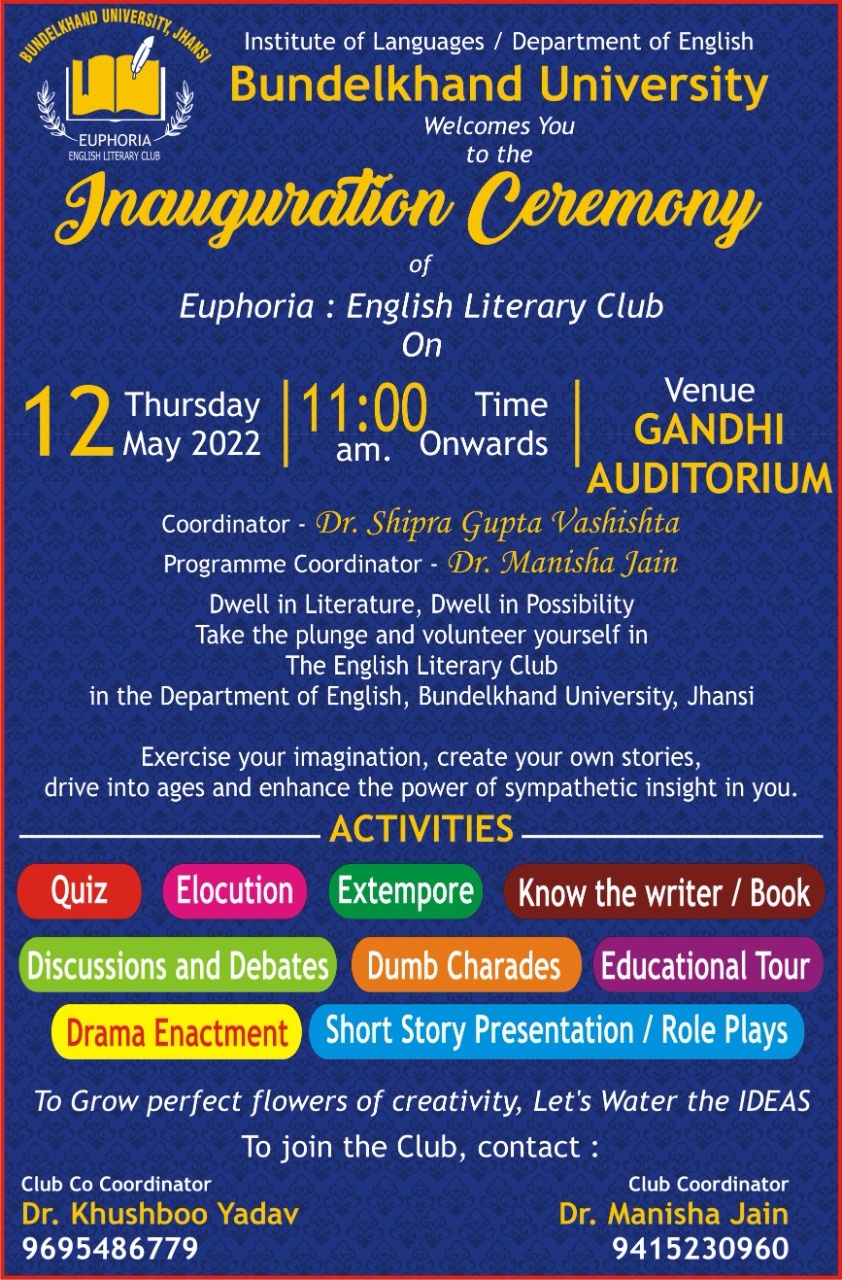 BUNDELKHAND UNIVERSITY, JHANSI
EUPHORIA
ENGLISH LITERARY CLUB
Institute of Languages / Department of English
Bundelkhand University
Welcomes You
to the
Inauguration Ceremony
of
Euphoria : English Literary Club
On
12 Thursday
May 2022
11:00 Time
am. Onwards
Venue
GANDHI
AUDITORIUM
Coordinator - Dr. Shipra Gupta Vashishta
Programme Coordinator - Dr. Manisha Jain
Dwell in Literature, Dwell in Possibility
Take the plunge and volunteer yourself in
The English Literary Club
in the Department of English, Bundelkhand University, Jhansi
Exercise your imagination, create your own stories,
drive into ages and enhance the power of sympathetic insight in you.
ACTIVITIES
Quiz Elocution Extempore Know the writer / Book
Discussions and Debates Dumb Charades Educational Tour
Drama Enactment Short Story Presentation / Role Plays
To Grow perfect flowers of creativity, Let's Water the IDEAS
To join the Club, contact :
Club Co Coordinator
Dr. Khushboo Yadav
9695486779
Club Coordinator
Dr. Manisha Jain
9415230960